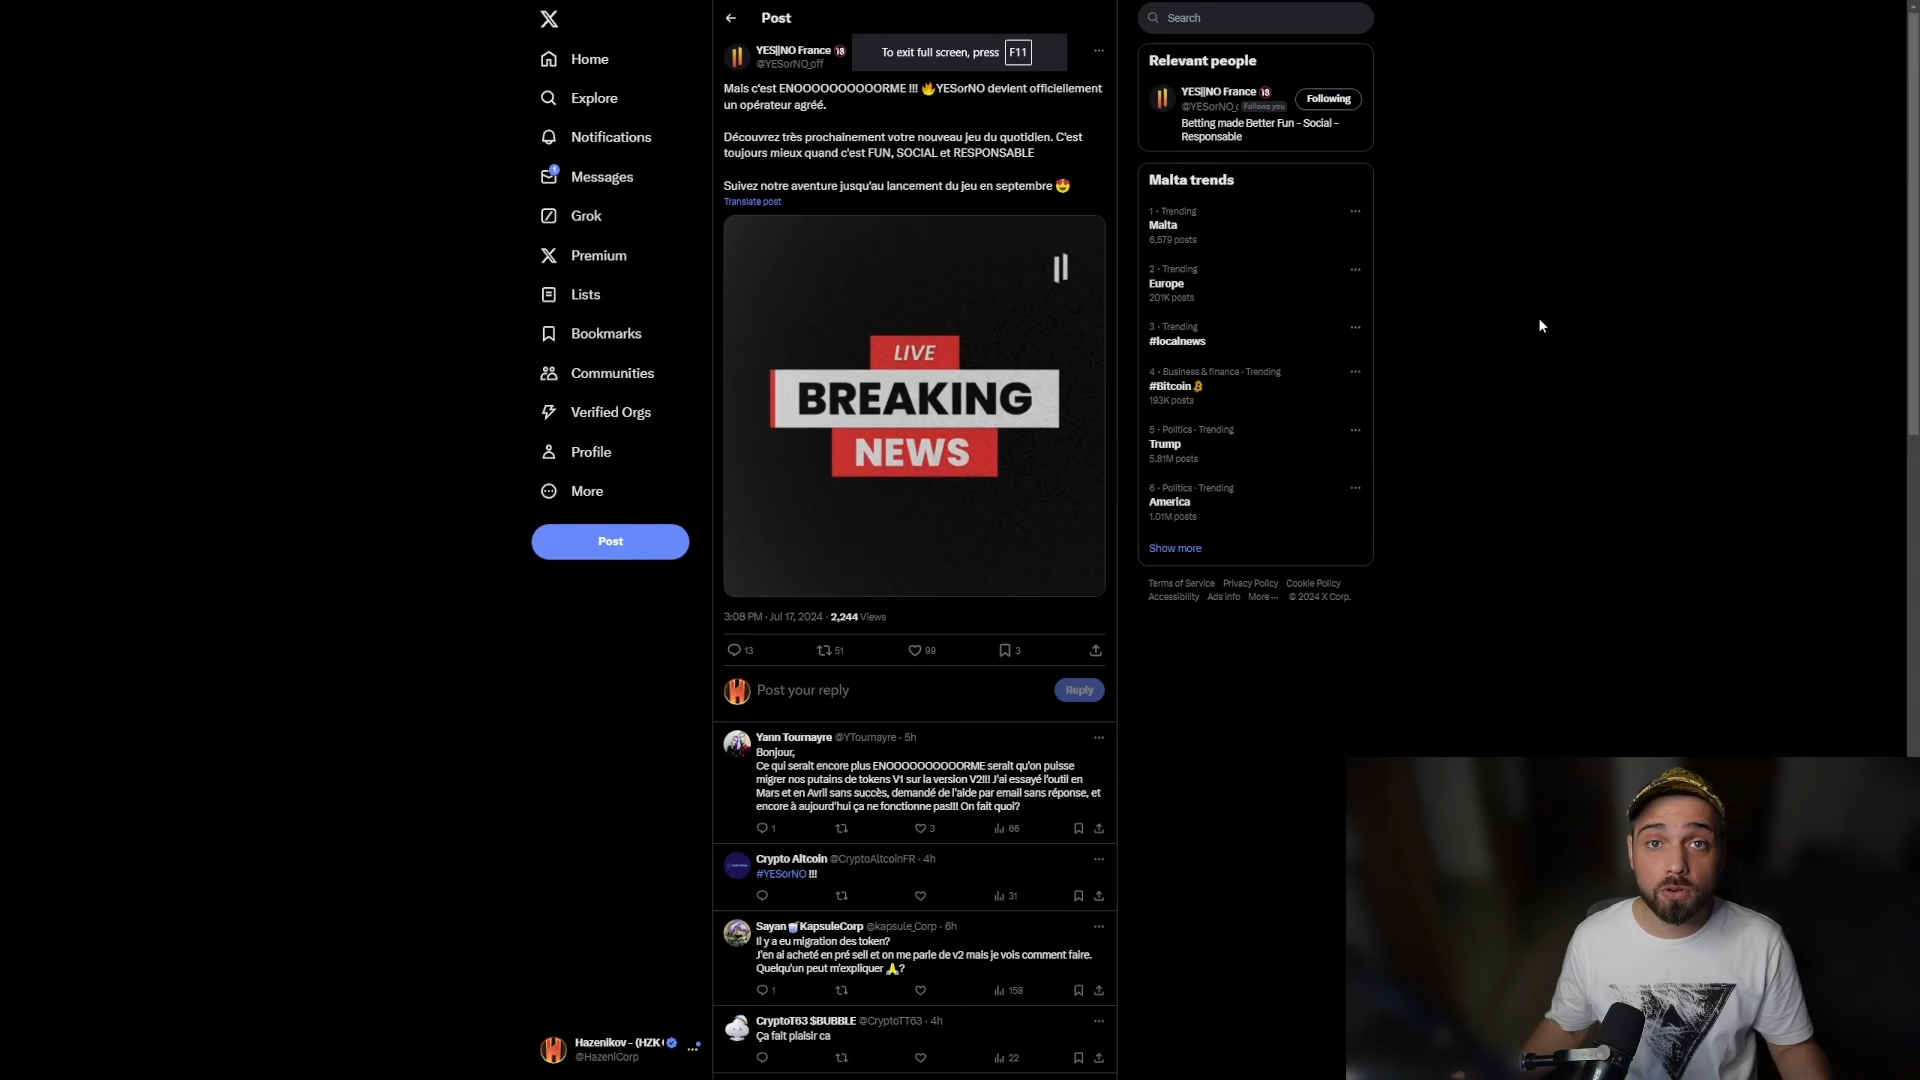 Home
Explore
Notifications
1
Messages
Grok
Premium
Lists
Bookmarks
Communities
Verified Orgs
Profile
More
Post
Hazenikov - (HZK
@HazeniCorp
Post
YES||NO France 🔞
@YESorNO_off
To exit full screen, press F11
Mais c'est ENOOOOOOOOOORME !!! 🔥YESorNO devient officiellement
un opérateur agréé.
Découvrez très prochainement votre nouveau jeu du quotidien. C'est
toujours mieux quand c'est FUN, SOCIAL et RESPONSABLE
Suivez notre aventure jusqu'au lancement du jeu en septembre 😍
Translate post
LIVE
BREAKING
NEWS
3:08 PM · Jul 17, 2024 · 2,244 Views
13 51 99 3
Post your reply
Reply
Yann Tournayre @YTournayre · 5h
Bonjour,
Ce qui serait encore plus ENOOOOOOOOOORME serait qu'on puisse
migrer nos putains de tokens V1 sur la version V2!!! J'ai essayé l'outil en
Mars et en Avril sans succès, demandé de l'aide par email sans réponse, et
encore à aujourd'hui ça ne fonctionne pas!!! On fait quoi?
1 3 66
Crypto Altcoin @CryptoAltcoinFR · 4h
#YESorNO !!!
31
Sayan🥤KapsuleCorp @kapsule_Corp · 6h
Il y a eu migration des token?
J'en ai acheté en pré sell et on me parle de v2 mais je vois comment faire.
Quelqu'un peut m'expliquer 🙏?
1 158
CryptoT63 $BUBBLE @CryptoTT63 · 4h
Ça fait plaisir ca
22
Search
Relevant people
YES||NO France 🔞
@YESorNO_ Follows you
Following
Betting made Better Fun - Social -
Responsable
Malta trends
1 · Trending
Malta
6,579 posts
2 · Trending
Europe
201K posts
3 · Trending
#localnews
4 · Business & finance · Trending
#Bitcoin
193K posts
5 · Politics · Trending
Trump
5.81M posts
6 · Politics · Trending
America
1.01M posts
Show more
Terms of Service Privacy Policy Cookie Policy
Accessibility Ads info More ··· © 2024 X Corp.